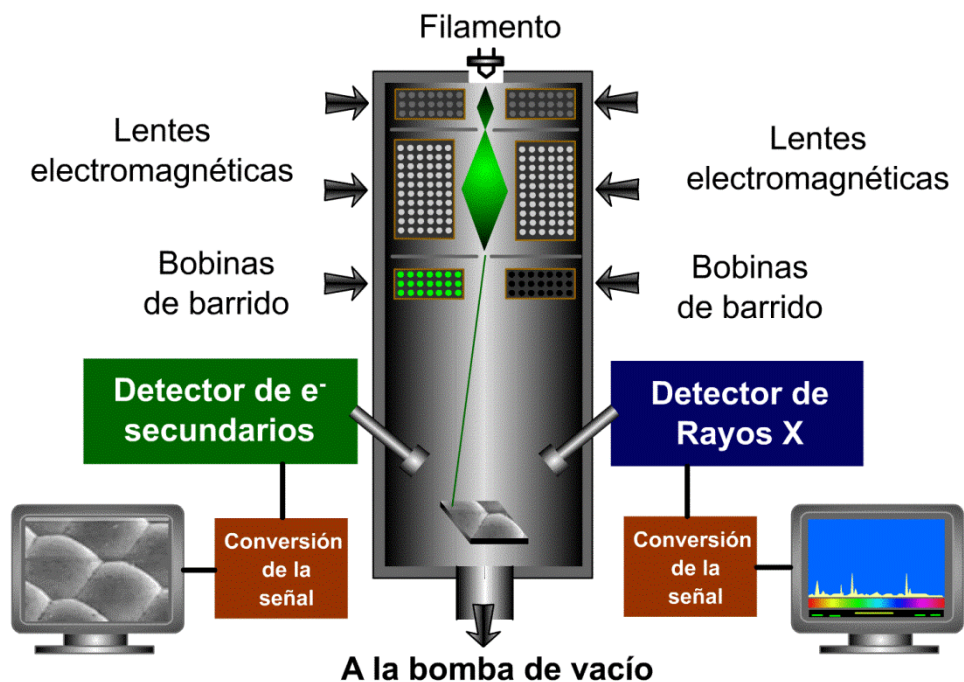 Filamento
Lentes
electromagnéticas
Lentes
electromagnéticas
Bobinas
de barrido
Bobinas
de barrido
Detector de e-
secundarios
Detector de
Rayos X
Conversión
de la
señal
Conversión
de la
señal
A la bomba de vacío